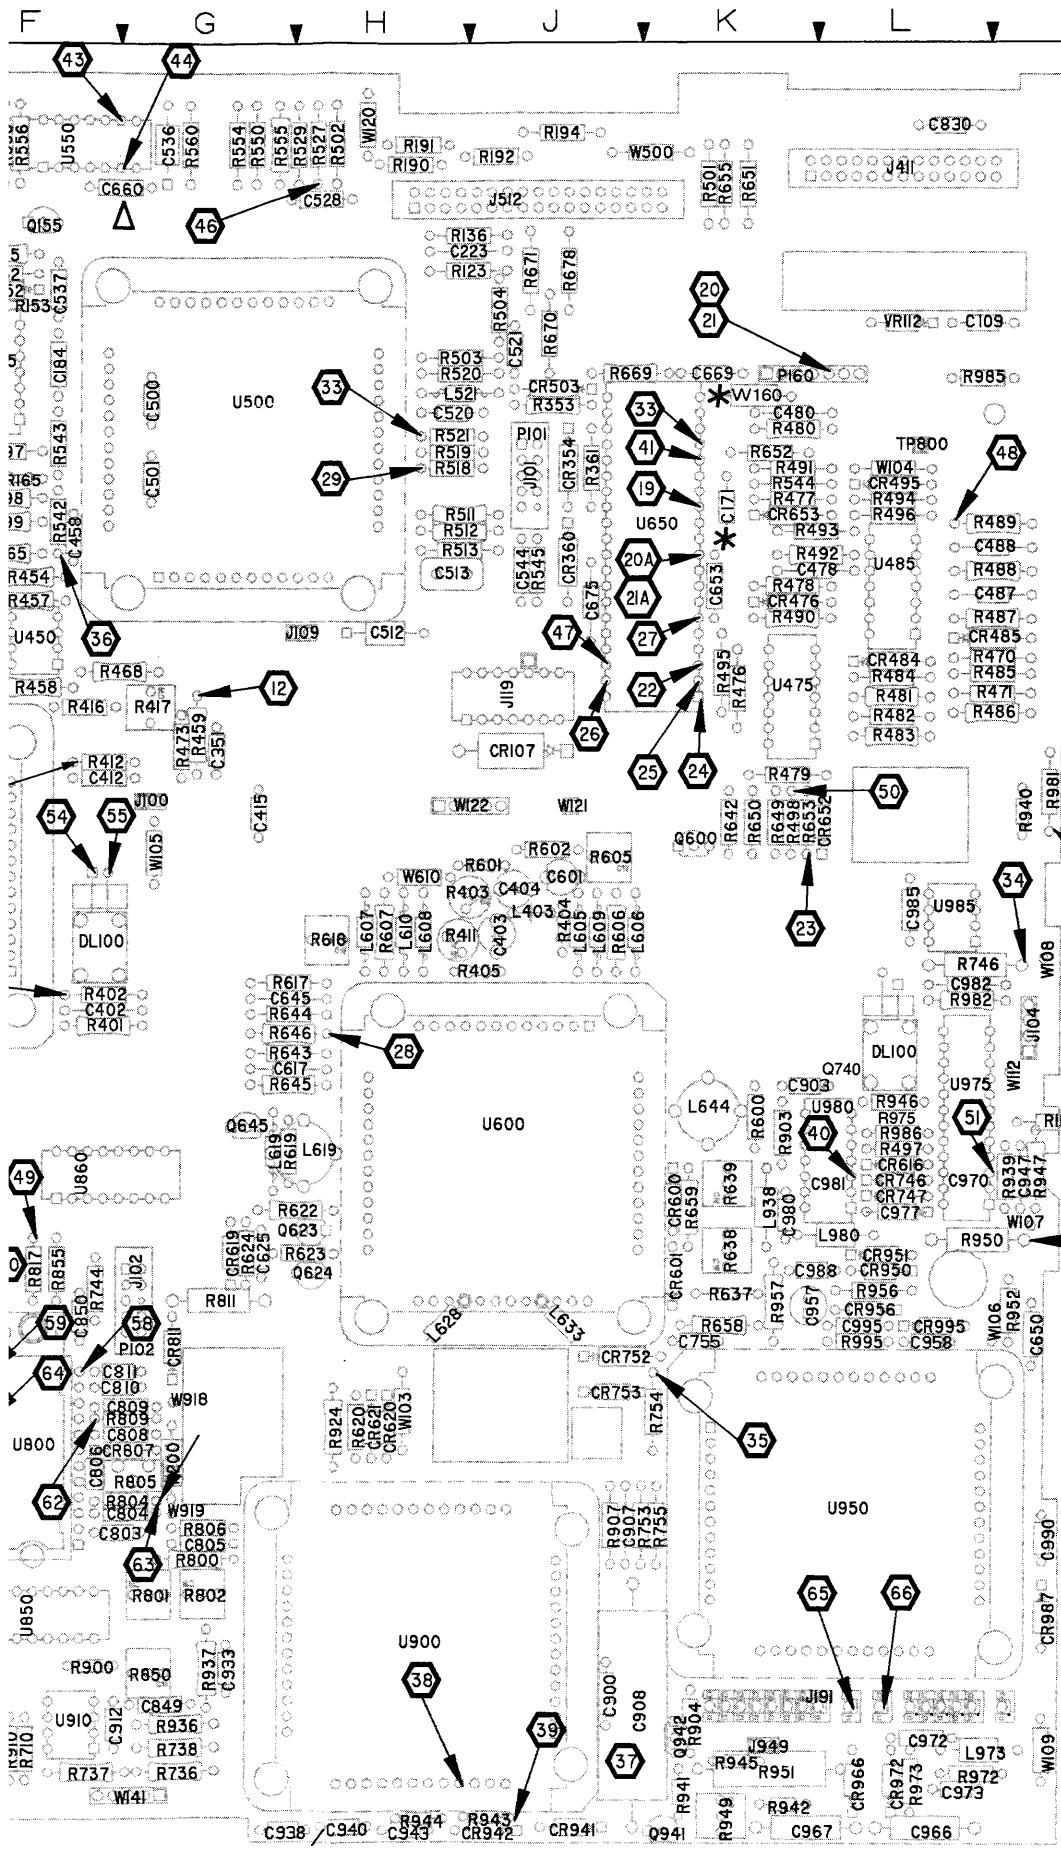 F G H J K L
43 44
R556 U550 C536 R560 R554 R550 R555 R529 R527 R502 W120 R191 R190 R192 R194 W500 R501 R655 R651 C830 J411
C660 C528 J512
Q155 46
R136 C223 R123 R671 R678
R153 C537 R504 C521 R670 20 21 VR112 C109
C184 R503 R520 R669 C669 P160 R985
C500 U500 33 L521 C520 CR503 R353 33 *W160 C480 R480
R543 R521 R519 R518 P101 J101 CR354 R361 41 R652 TP800 48
C501 29 19 C171 R491 R544 R477 CR653 R493 W104 CR495 R494 R496
R165 R542 C458 R511 R512 R513 C513 U650 * R489 C488 R488
R454 R457 C544 R545 CR360 C675 20A 21A C653 R492 C478 R478 CR476 R490 U485 C487 R487 CR485
U450 36 J109 C512 47 27
R458 R468 12 22 R495 R476 U475 CR484 R484 R481 R482 R483 R470 R485 R471 R486
R416 R417 R473 R459 C351 J119 26 CR107 25 24
R412 C412 R479 50 R981
54 55 J100 C415 W122 W121 Q600 R642 R650 R649 R498 R653 CR652 R940
W105 R601 R602 R605 34
W610 R403 C404 C601 23 C985 U985
DL100 R618 L607 R607 L610 L608 R411 C403 L403 R404 L605 L609 R606 L606 W108
R405 R746
R402 C402 R401 R617 C645 R644 R646 R643 C617 R645 28 C982 R982 J104
DL100 Q740 U975 W112
Q645 L619 R619 L619 U600 L644 R600 C903 R903 U980 40 R946 R975 R986 R497 CR616 CR746 CR747 C977 51
U860 49 CR600 R659 R639 L938 C980 C981 C970 R939 C947 R947
R622 Q623 R623 Q624 CR619 R624 C625 R638 CR601 L980 R950 W107
R817 R855 R744 J102 C988 CR951 CR950
R811 R637 R957 C957 R956 CR956 W106 R952 C650
59 C850 58 P102 CR811 L628 L633 R658 C755 C995 R995 CR995 C958
64 C811 C810 W918 CR752 CR753
U800 C809 R809 C808 CR807 C806 R805 R924 R620 CR621 CR620 W103 R754 35
62 R804 C804 C803 W919 R806 C805 R800 R907 C907 R753 R755 U950 C990
63 R801 R802
U850 65 66 CR987
R900 R850 R937 C933 U900 38 C900 C908
U910 C912 C849 R936 R738 R736 39 37 Q942 R904 J191 J949 C972 L973
R910 R710 R737 W141 R941 R945 R951 CR966 CR972 R973 R972 C973 W109
C938 C940 R944 C943 R943 CR942 CR941 Q941 R949 R942 C967 C966